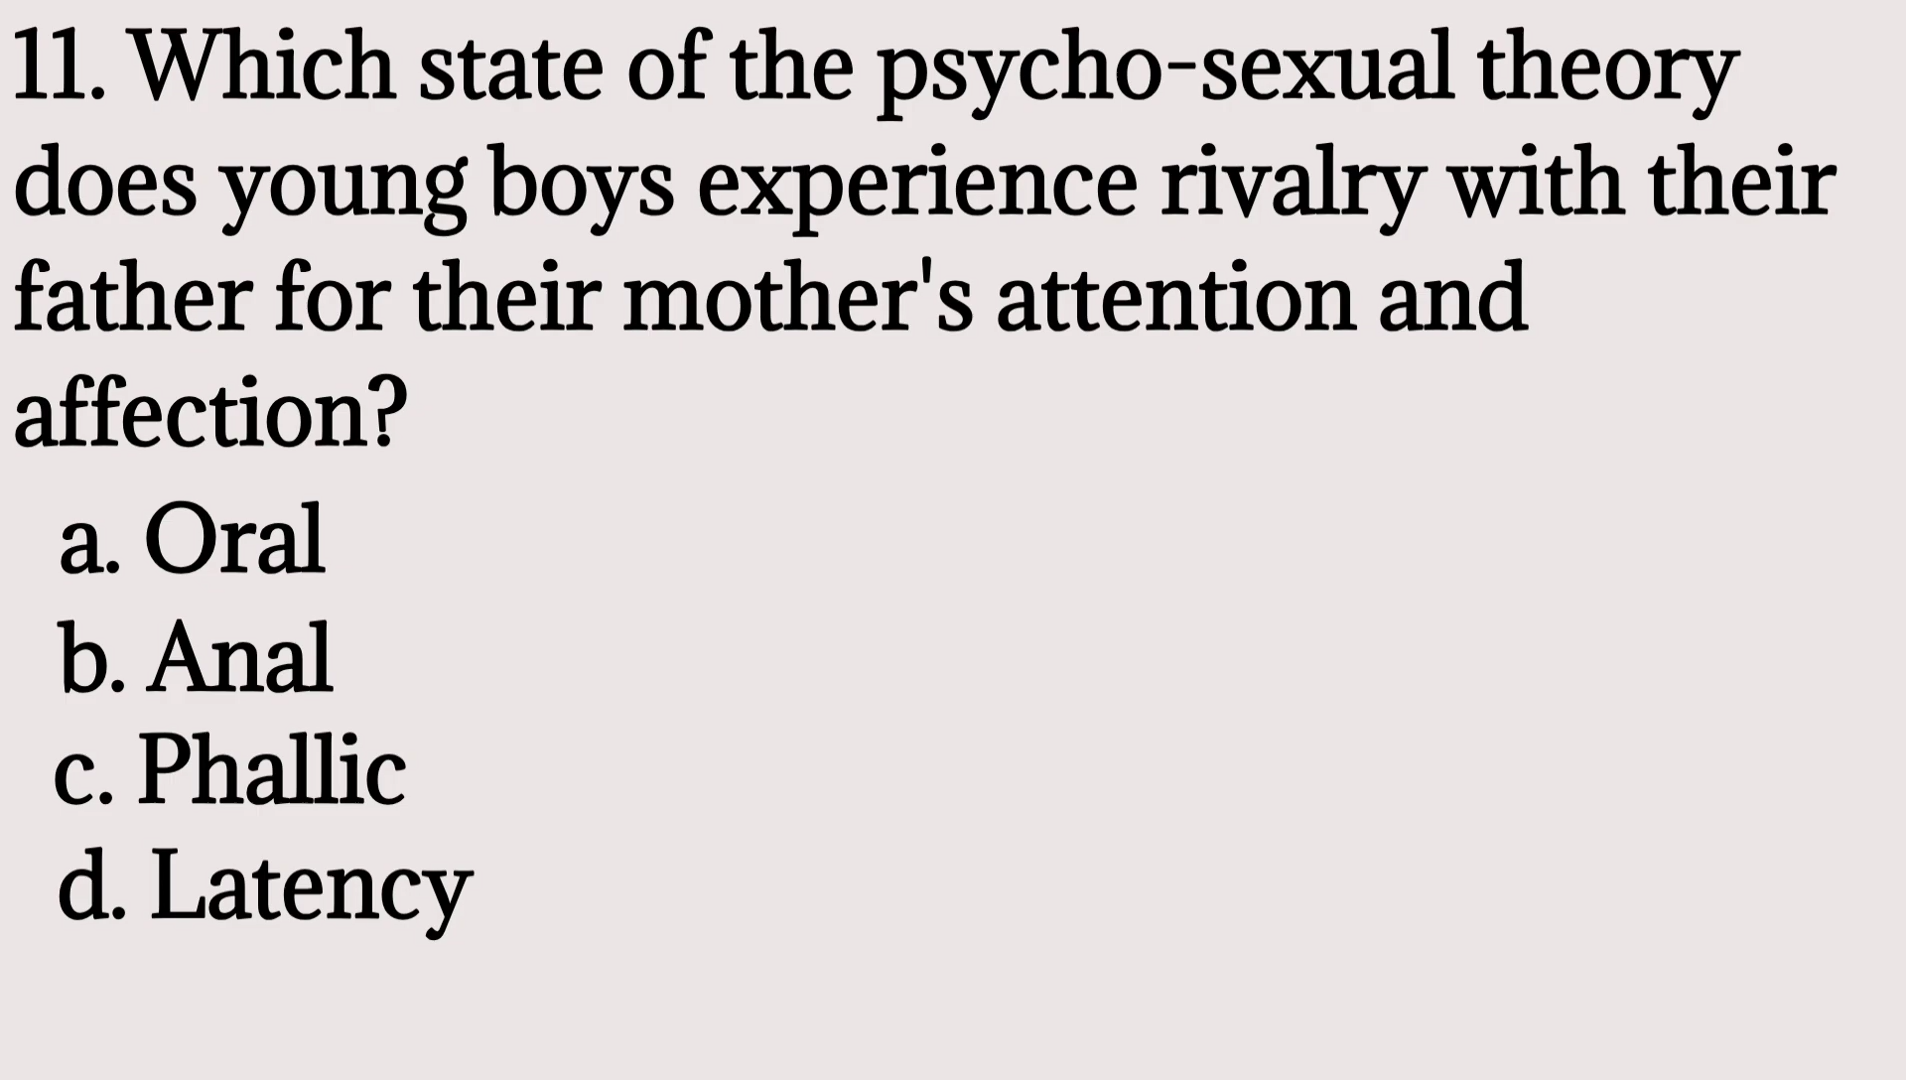 11. Which state of the psycho-sexual theory
does young boys experience rivalry with their
father for their mother's attention and
affection?
a. Oral
b. Anal
c. Phallic
d. Latency